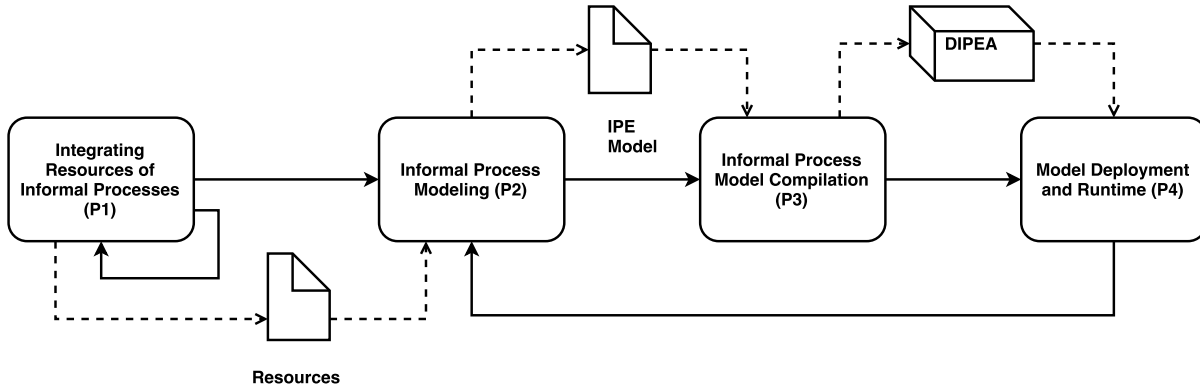 DIPEA
IPE
Model
Integrating
Resources of
Informal Processes
(P1)
Informal Process
Modeling (P2)
Informal Process
Model Compilation
(P3)
Model Deployment
and Runtime (P4)
Resources